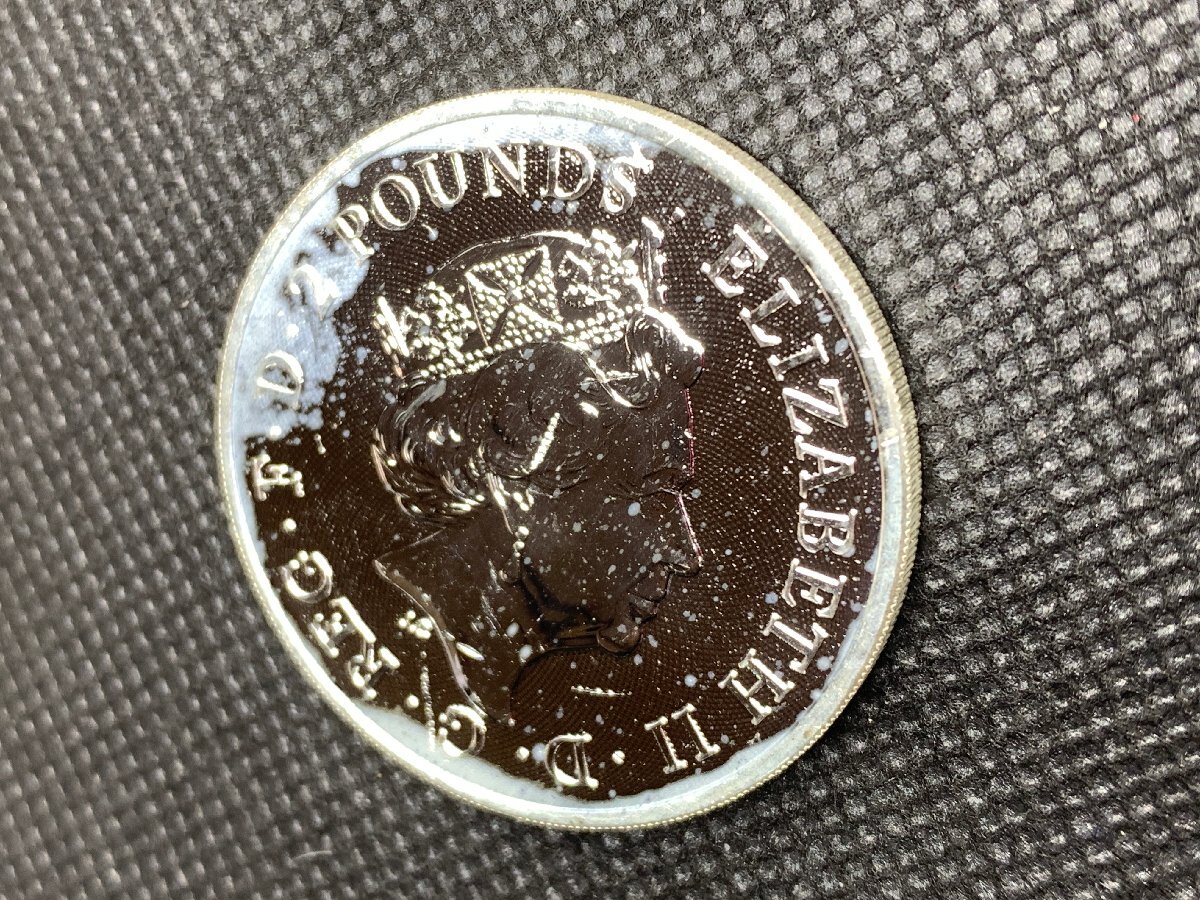 ELIZABETH II · D · G · REG · F · D · 2 POUNDS ·